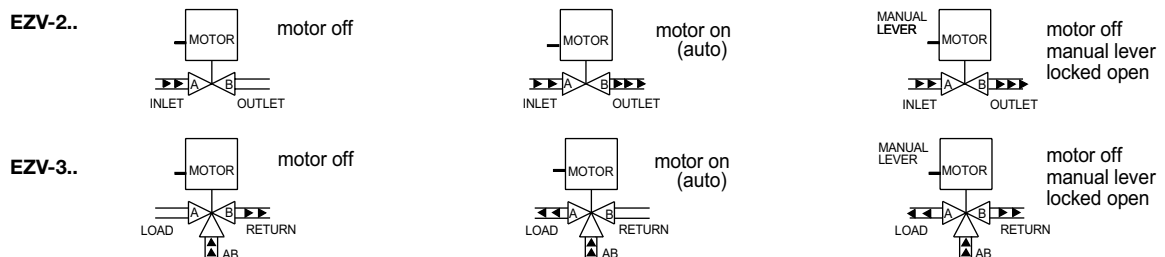 EZV-2..
MOTOR
motor off
A B
INLET OUTLET
MOTOR
motor on
(auto)
A B
INLET OUTLET
MANUAL
LEVER
MOTOR
motor off
manual lever
locked open
A B
INLET OUTLET
EZV-3..
MOTOR
motor off
A B
LOAD RETURN
AB
MOTOR
motor on
(auto)
A B
LOAD RETURN
AB
MANUAL
LEVER
MOTOR
motor off
manual lever
locked open
A B
LOAD RETURN
AB